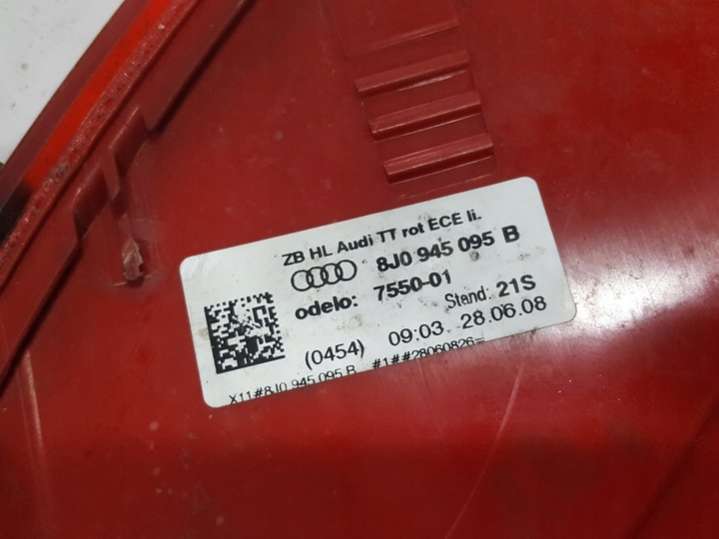 ZB HL Audi TT rot ECE li.
8J0 945 095 B
odelo: 7550-01
Stand: 21S
(0454) 09:03 28.06.08
X11#8J0 945 095 B #1##28060826=